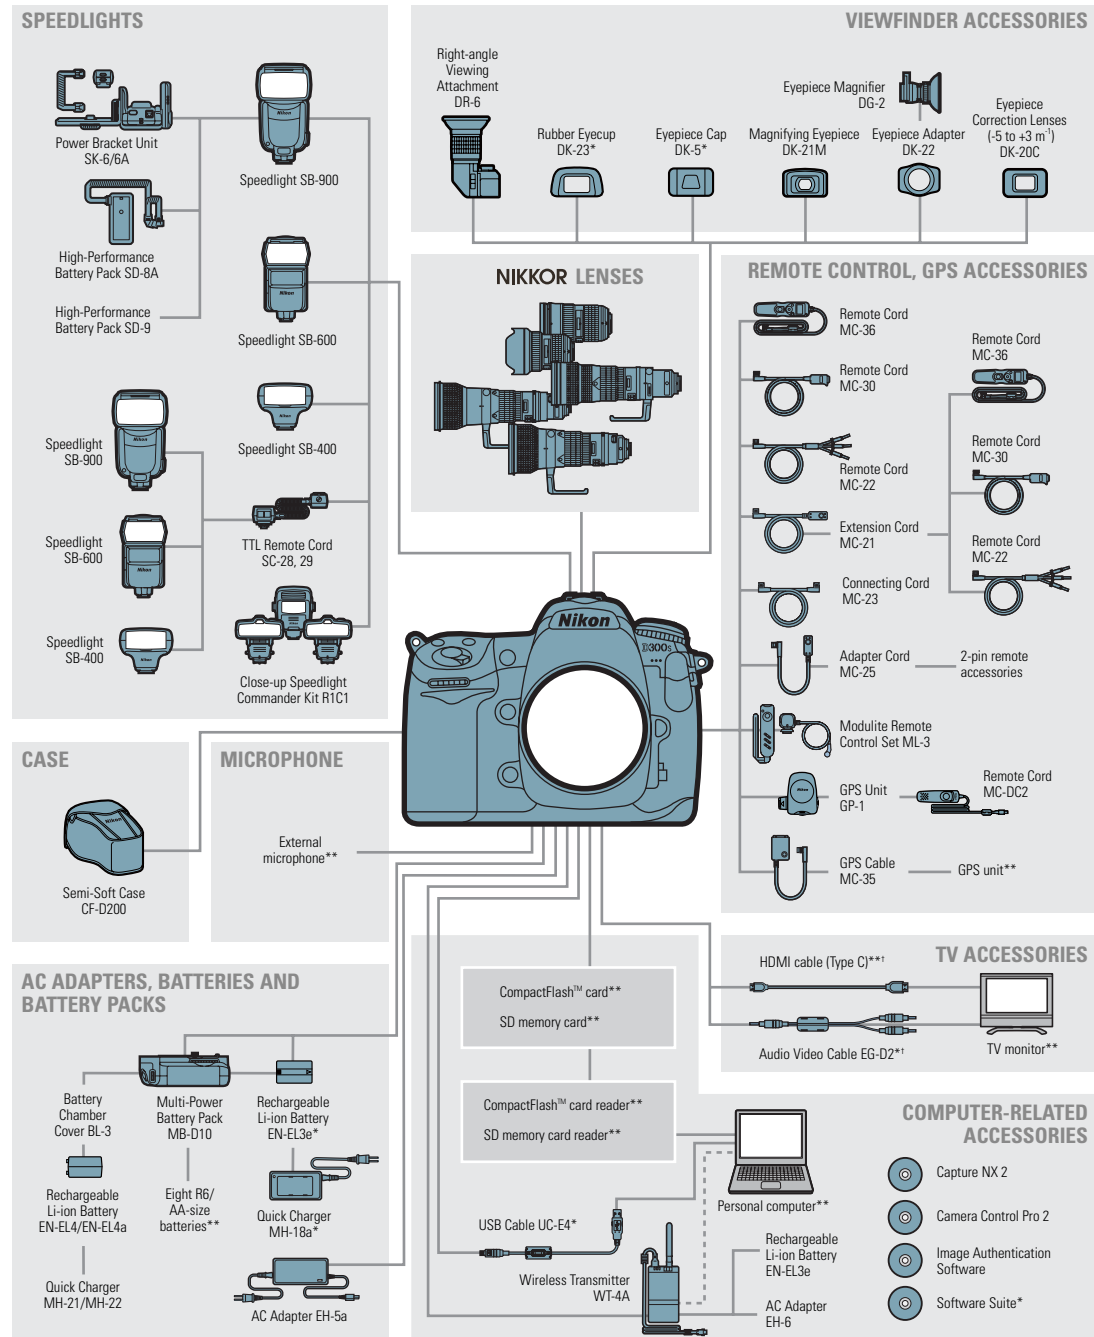 SPEEDLIGHTS
Power Bracket Unit
SK-6/6A
Nikon
Speedlight SB-900
High-Performance
Battery Pack SD-8A
High-Performance
Battery Pack SD-9
Nikon
Speedlight SB-600
Nikon
Speedlight SB-400
Speedlight
SB-900
Nikon
Speedlight
SB-600
Nikon
Speedlight
SB-400
Nikon
TTL Remote Cord
SC-28, 29
Close-up Speedlight
Commander Kit R1C1
VIEWFINDER ACCESSORIES
Right-angle
Viewing
Attachment
DR-6
Rubber Eyecup
DK-23*
Eyepiece Cap
DK-5*
Magnifying Eyepiece
DK-21M
Eyepiece Magnifier
DG-2
Eyepiece Adapter
DK-22
Eyepiece
Correction Lenses
(-5 to +3 m⁻¹)
DK-20C
NIKKOR LENSES
REMOTE CONTROL, GPS ACCESSORIES
Remote Cord
MC-36
Remote Cord
MC-30
Remote Cord
MC-22
Extension Cord
MC-21
Remote Cord
MC-36
Remote Cord
MC-30
Remote Cord
MC-22
Connecting Cord
MC-23
Adapter Cord
MC-25
2-pin remote
accessories
Modulite Remote
Control Set ML-3
GPS Unit
GP-1
Remote Cord
MC-DC2
GPS Cable
MC-35
GPS unit**
Nikon
D300s
CASE
Nikon
Semi-Soft Case
CF-D200
MICROPHONE
External
microphone**
AC ADAPTERS, BATTERIES AND
BATTERY PACKS
Battery
Chamber
Cover BL-3
Multi-Power
Battery Pack
MB-D10
Rechargeable
Li-ion Battery
EN-EL3e*
Rechargeable
Li-ion Battery
EN-EL4/EN-EL4a
Eight R6/
AA-size
batteries**
Quick Charger
MH-18a*
Quick Charger
MH-21/MH-22
AC Adapter EH-5a
CompactFlash™ card**
SD memory card**
CompactFlash™ card reader**
SD memory card reader**
TV ACCESSORIES
HDMI cable (Type C)**†
Audio Video Cable EG-D2*†
TV monitor**
COMPUTER-RELATED
ACCESSORIES
Personal computer**
USB Cable UC-E4*
Wireless Transmitter
WT-4A
Rechargeable
Li-ion Battery
EN-EL3e
AC Adapter
EH-6
Capture NX 2
Camera Control Pro 2
Image Authentication
Software
Software Suite*